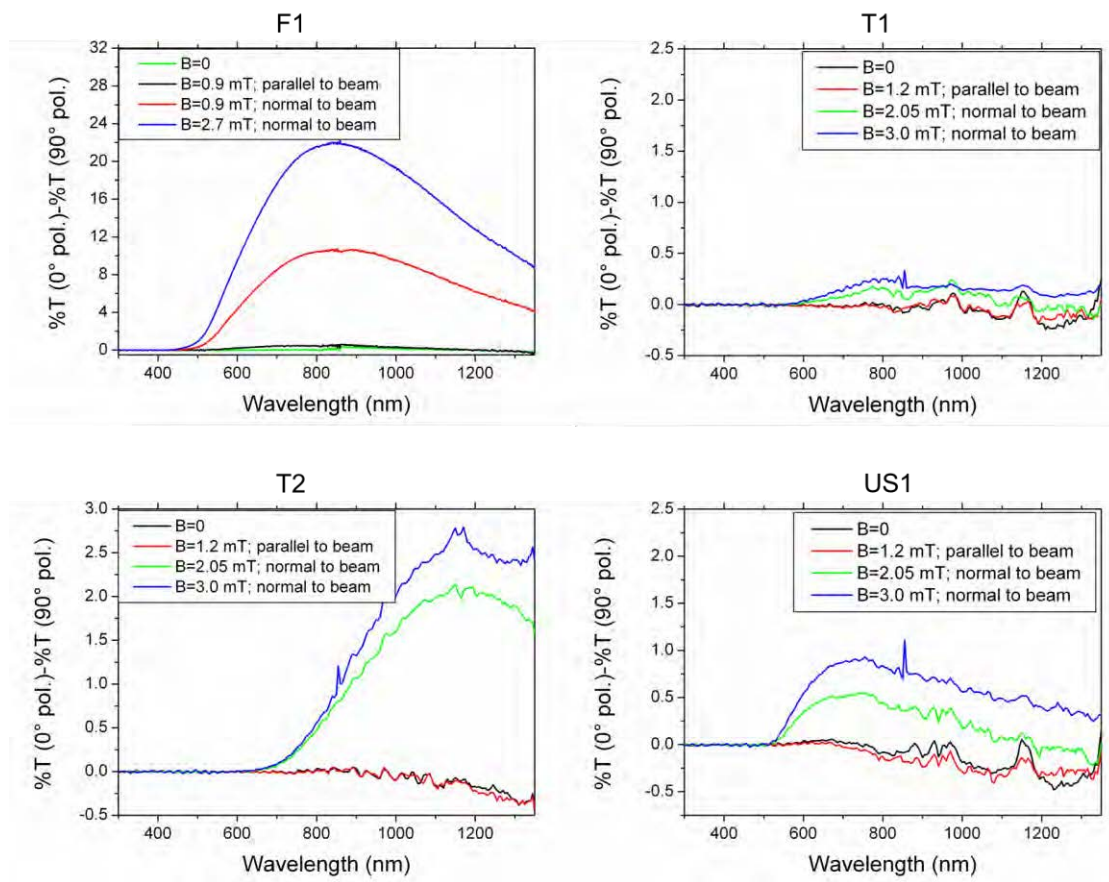 F1
32
28
24
20
16
12
8
4
0
B=0
B=0.9 mT; parallel to beam
B=0.9 mT; normal to beam
B=2.7 mT; normal to beam
%T (0° pol.)-%T (90° pol.)
400 600 800 1000 1200
Wavelength (nm)
T1
2.5
2.0
1.5
1.0
0.5
0.0
-0.5
B=0
B=1.2 mT; parallel to beam
B=2.05 mT; normal to beam
B=3.0 mT; normal to beam
%T (0° pol.)-%T (90° pol.)
400 600 800 1000 1200
Wavelength (nm)
T2
3.0
2.5
2.0
1.5
1.0
0.5
0.0
-0.5
B=0
B=1.2 mT; parallel to beam
B=2.05 mT; normal to beam
B=3.0 mT; normal to beam
%T (0° pol.)-%T (90° pol.)
400 600 800 1000 1200
Wavelength (nm)
US1
2.5
2.0
1.5
1.0
0.5
0.0
-0.5
B=0
B=1.2 mT; parallel to beam
B=2.05 mT; normal to beam
B=3.0 mT; normal to beam
%T (0° pol.)-%T (90° pol.)
400 600 800 1000 1200
Wavelength (nm)